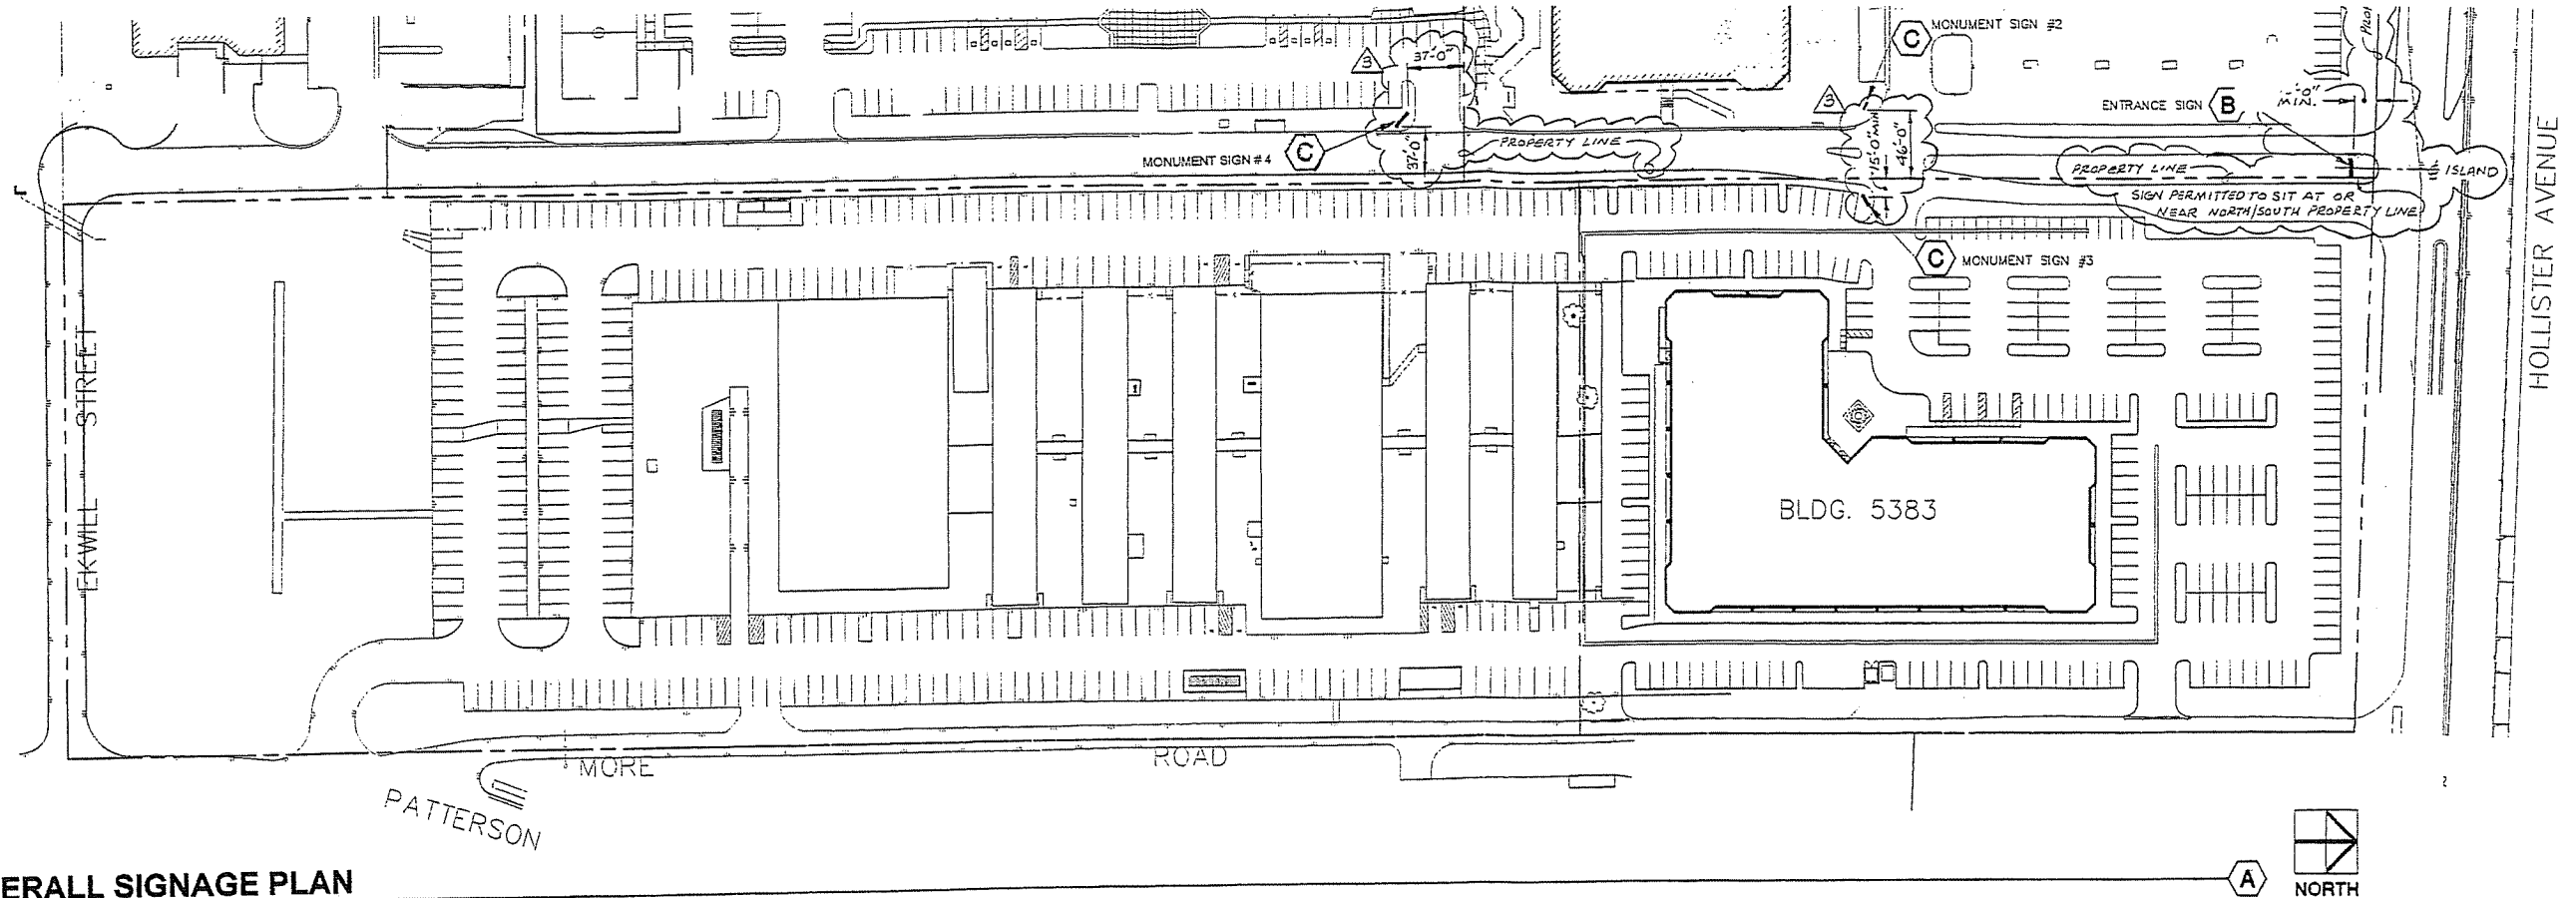 C MONUMENT SIGN #2
3
37'-0"
3
ENTRANCE SIGN B
MIN.
MONUMENT SIGN #4 C
37'-0"
PROPERTY LINE
15'-0" MIN
46'-0"
PROPERTY LINE
ISLAND
SIGN PERMITTED TO SIT AT OR
NEAR NORTH/SOUTH PROPERTY LINE
C MONUMENT SIGN #3
HOLLISTER AVENUE
EKWILL STREET
BLDG. 5383
MORE ROAD
PATTERSON
ERALL SIGNAGE PLAN
A
NORTH